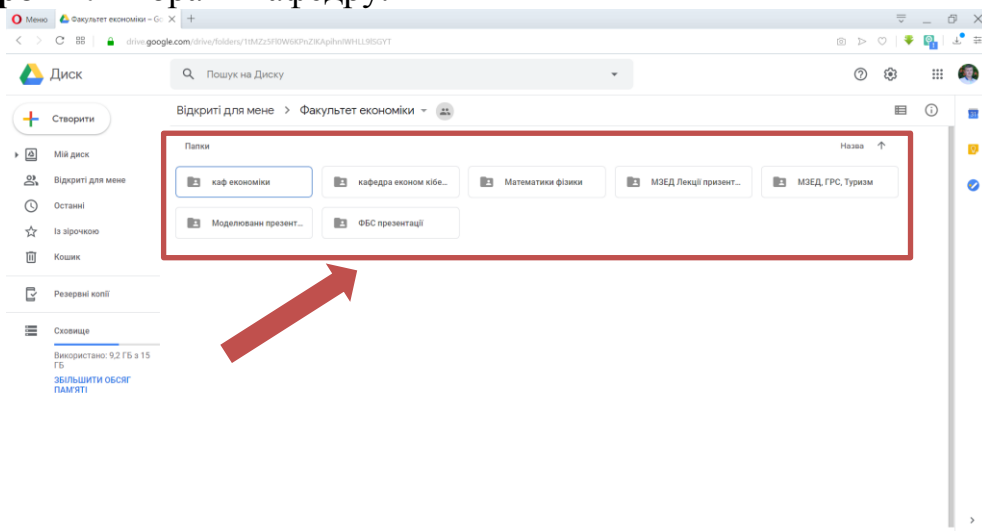 Меню Факультет економіки – Go
drive.google.com/drive/folders/
Диск
Пошук на Диску
Створити
Відкриті для мене > Факультет економіки
Папки
Назва
Мій диск
каф економіки
кафедра економ кібе...
Математики фізики
МЗЕД Лекції призент...
МЗЕД, ГРС, Туризм
Відкриті для мене
Останні
Моделюванн презент...
ФБС презентації
Із зірочкою
Кошик
Резервні копії
Сховище
Використано: 9,2 ГБ з 15
ГБ
ЗБІЛЬШИТИ ОБСЯГ
ПАМ'ЯТІ